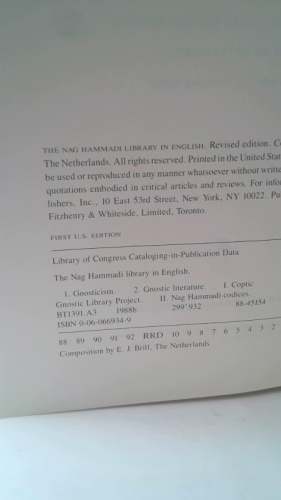 THE NAG HAMMADI LIBRARY IN ENGLISH. Revised edition.
The Netherlands. All rights reserved. Printed in the United Stat
be used or reproduced in any manner whatsoever without writte
quotations embodied in critical articles and reviews. For infor
lishers, Inc., 10 East 53rd Street, New York, NY 10022. Pu
Fitzhenry & Whiteside, Limited, Toronto.
FIRST U.S. EDITION
Library of Congress Cataloging-in-Publication Data
The Nag Hammadi library in English.
1. Gnosticism. 2. Gnostic literature. I. Coptic
Gnostic Library Project. II. Nag Hammadi codices.
BT1391.A3 1988b 299'.932 88-45154
ISBN 0-06-066934-9
88 89 90 91 92 RRD 10 9 8 7 6 5 4 3 2
Composition by E. J. Brill, The Netherlands